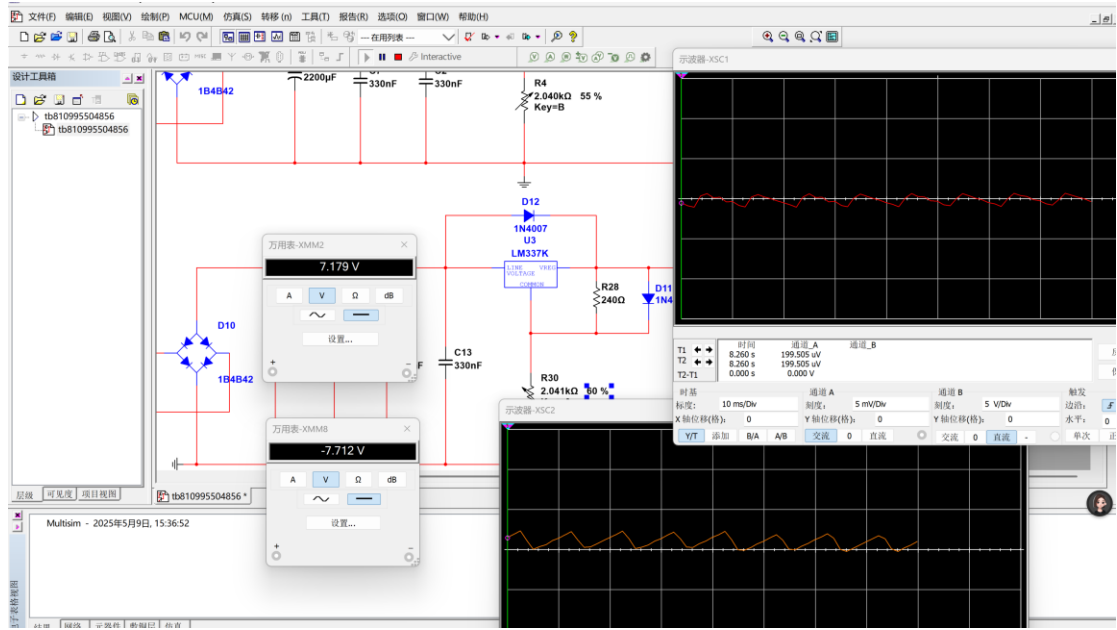 文件(F) 编辑(E) 视图(V) 绘制(P) MCU(M) 仿真(S) 转移 (n) 工具(T) 报告(R) 选项(O) 窗口(W) 帮助(H)
--- 在用列表 ---
Interactive
设计工具箱
tb810995504856
tb810995504856
层级 可见度 项目视图
1B4B42
2200µF
330nF
330nF
R4
2.040kΩ 55 %
Key=B
D12
1N4007
U3
LM337K
LINE VREG
VOLTAGE
COMMON
R28
240Ω
D11
1N4
D10
1B4B42
C13
330nF
R30
2.041kΩ 60 %
tb810995504856 *
万用表-XMM2
7.179 V
A V Ω dB
设置...
+ −
万用表-XMM8
-7.712 V
A V Ω dB
设置...
+ −
示波器-XSC1
时间 通道_A 通道_B
T1 8.260 s 199.505 uV
T2 8.260 s 199.505 uV
T2-T1 0.000 s 0.000 V
时基 通道 A 通道 B 触发
标度: 10 ms/Div 刻度: 5 mV/Div 刻度: 5 V/Div 边沿:
X 轴位移(格): 0 Y 轴位移(格): 0 Y 轴位移(格): 0 水平: 0
Y/T 添加 B/A A/B 交流 0 直流 交流 0 直流 - 单次
示波器-XSC2
Multisim - 2025年5月9日, 15:36:52